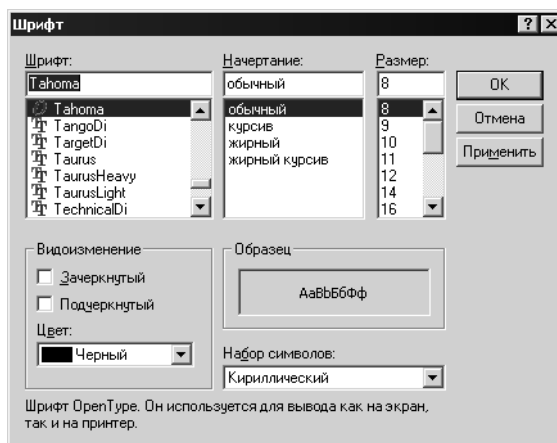 Шрифт
Шрифт:
Tahoma
Tahoma
TangoDi
TargetDi
Taurus
TaurusHeavy
TaurusLight
TechnicalDi
Начертание:
обычный
обычный
курсив
жирный
жирный курсив
Размер:
8
8
9
10
11
12
14
16
OK
Отмена
Применить
Видоизменение
Зачеркнутый
Подчеркнутый
Цвет:
Черный
Образец
AaBbБбФф
Набор символов:
Кириллический
Шрифт OpenType. Он используется для вывода как на экран,
так и на принтер.